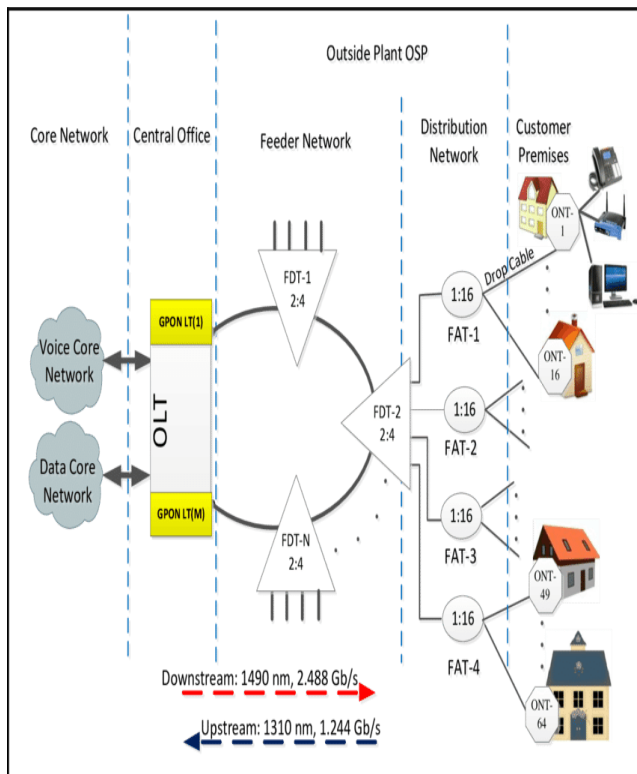 Outside Plant OSP
Core Network
Central Office
Feeder Network
Distribution
Network
Customer
Premises
ONT-
1
Drop Cable
FDT-1
2:4
1:16
FAT-1
GPON LT(1)
Voice Core
Network
ONT-
16
OLT
FDT-2
2:4
1:16
FAT-2
Data Core
Network
GPON LT(M)
FDT-N
2:4
1:16
FAT-3
ONT-
49
1:16
FAT-4
Downstream: 1490 nm, 2.488 Gb/s
ONT-
64
Upstream: 1310 nm, 1.244 Gb/s